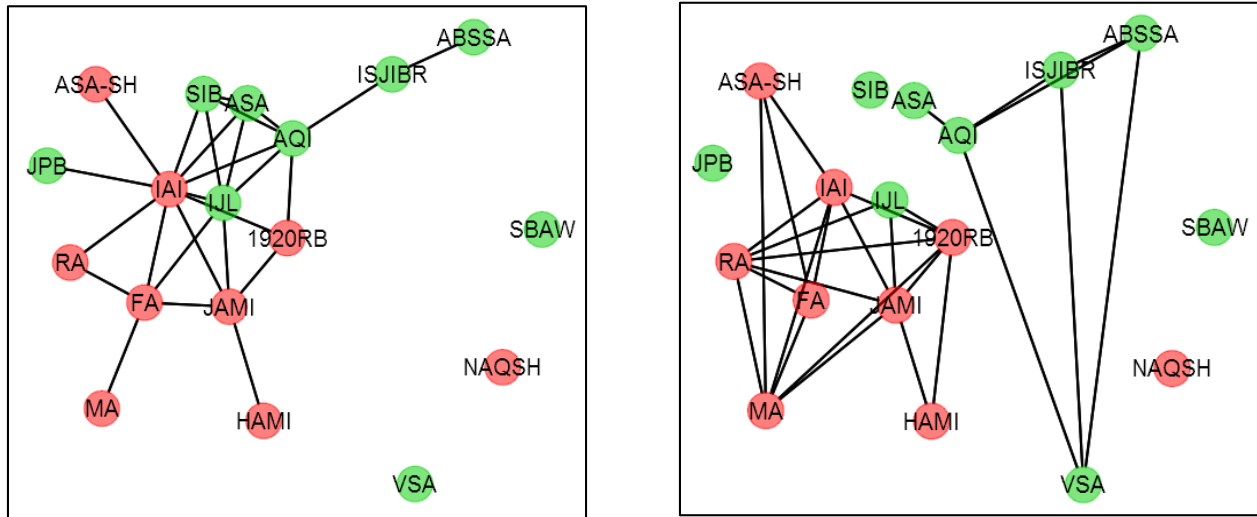 ABSSA
ISJIBR
ASA-SH
SIB
ASA
AQI
JPB
IAI
IJL
SBAW
1920RB
RA
FA
JAMI
NAQSH
MA
HAMI
VSA
ABSSA
ISJIBR
ASA-SH
SIB
ASA
AQI
JPB
IAI
IJL
SBAW
1920RB
RA
FA
JAMI
NAQSH
MA
HAMI
VSA